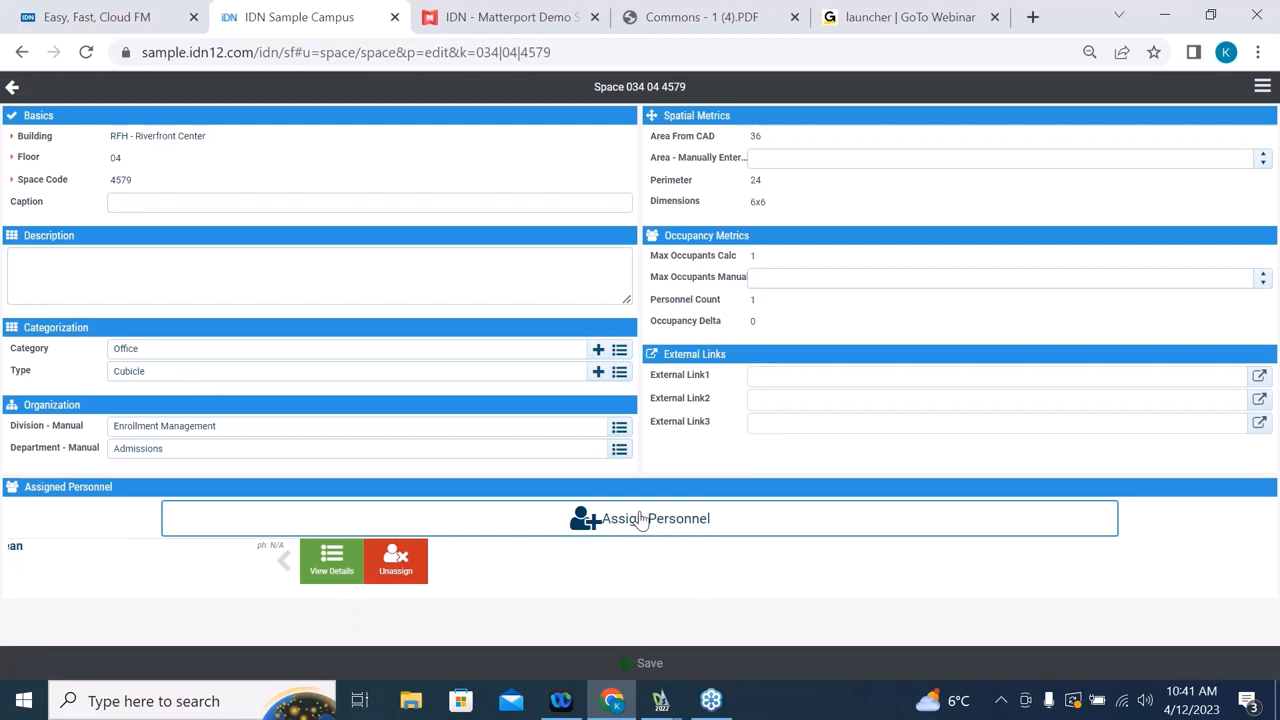 Easy, Fast, Cloud FM
IDN Sample Campus
IDN - Matterport Demo S
Commons - 1 (4).PDF
launcher | GoTo Webinar
sample.idn12.com/idn/sf#u=space/space&p=edit&k=034|04|4579
K
Space 034 04 4579
Basics
Building RFH - Riverfront Center
Floor 04
Space Code 4579
Caption
Description
Categorization
Category Office
Type Cubicle
Organization
Division - Manual Enrollment Management
Department - Manual Admissions
Spatial Metrics
Area From CAD 36
Area - Manually Enter...
Perimeter 24
Dimensions 6x6
Occupancy Metrics
Max Occupants Calc 1
Max Occupants Manual
Personnel Count 1
Occupancy Delta 0
External Links
External Link1
External Link2
External Link3
Assigned Personnel
Assign Personnel
ean
ph: N/A
View Details
Unassign
Save
Type here to search
2022
6°C
10:41 AM
4/12/2023
3